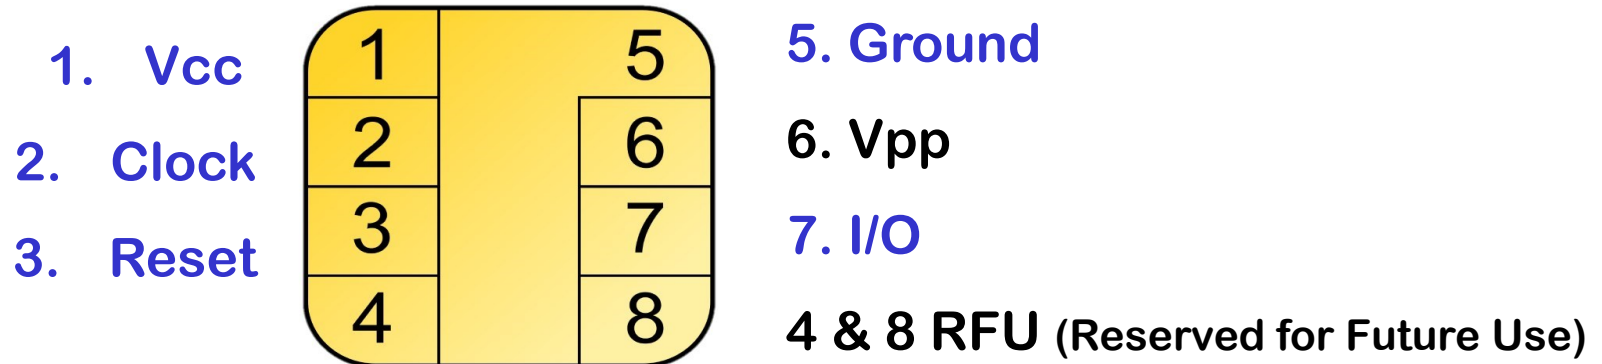 1. Vcc
2. Clock
3. Reset
1
2
3
4
5
6
7
8
5. Ground
6. Vpp
7. I/O
4 & 8 RFU (Reserved for Future Use)